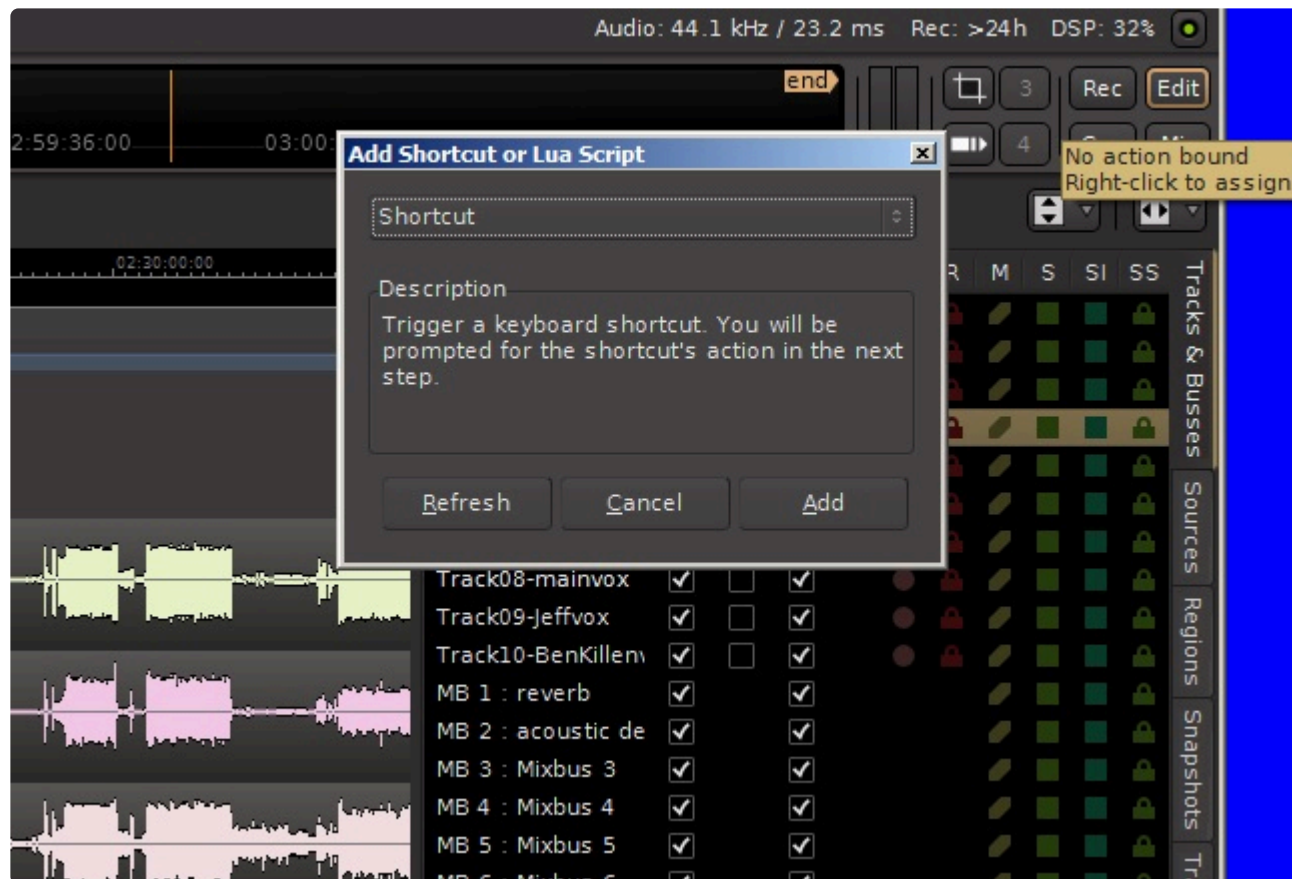 Audio: 44.1 kHz / 23.2 ms Rec: >24h DSP: 32%
end
3 Rec Edit
2:59:36:00 03:00:
Add Shortcut or Lua Script
4
No action bound
Right-click to assign
Shortcut
02:30:00:00
R M S SI SS
Description
Trigger a keyboard shortcut. You will be
prompted for the shortcut's action in the next
step.
Refresh Cancel Add
Tracks & Busses
Sources
Regions
Snapshots
Tr
Track08-mainvox
Track09-Jeffvox
Track10-BenKillenv
MB 1 : reverb
MB 2 : acoustic de
MB 3 : Mixbus 3
MB 4 : Mixbus 4
MB 5 : Mixbus 5